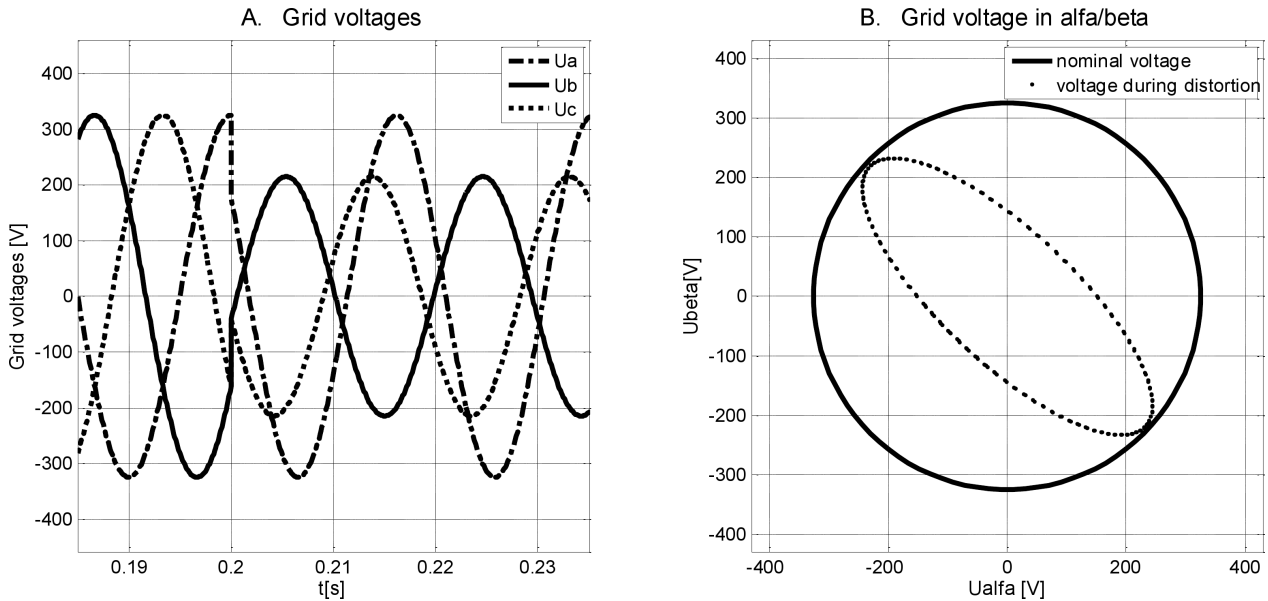 A. Grid voltages
Ua
Ub
Uc
400
300
200
100
0
-100
-200
-300
-400
Grid voltages [V]
0.19 0.2 0.21 0.22 0.23
t[s]
B. Grid voltage in alfa/beta
nominal voltage
voltage during distortion
400
300
200
100
0
-100
-200
-300
-400
Ubeta[V]
-400 -200 0 200 400
Ualfa [V]